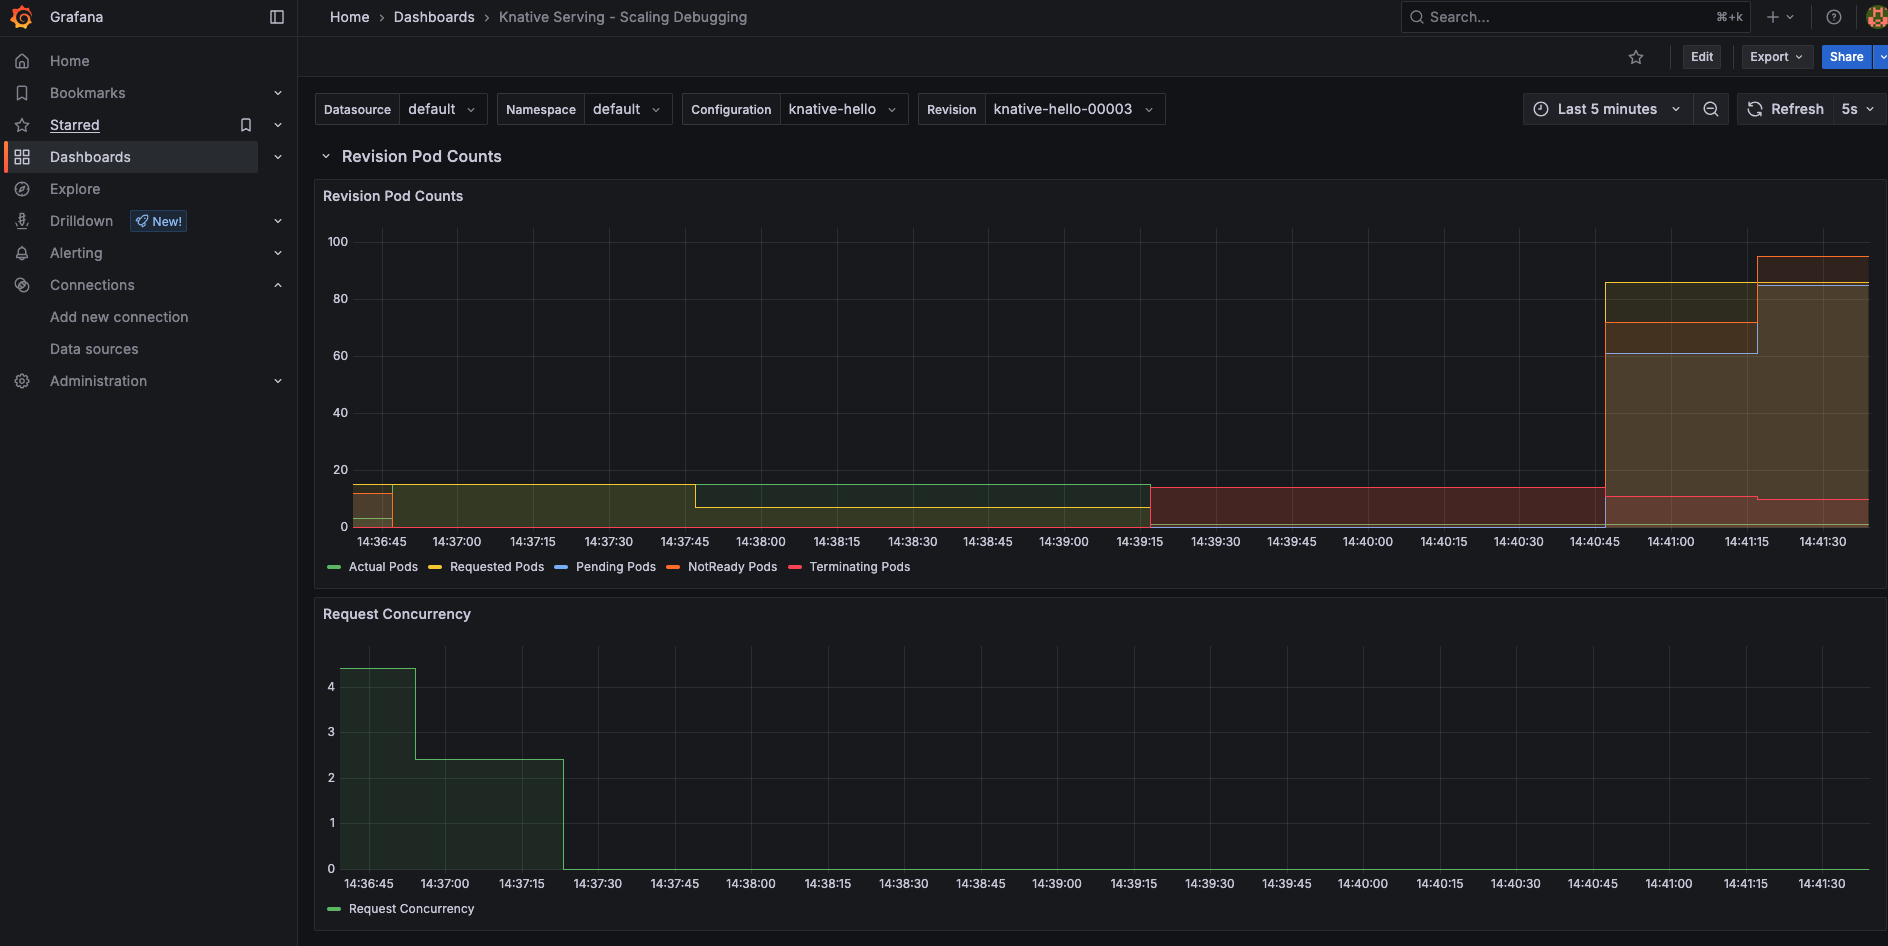 Grafana
Home › Dashboards › Knative Serving - Scaling Debugging
Search... ⌘+k
Edit
Export
Share
Home
Bookmarks
Starred
Dashboards
Explore
Drilldown New!
Alerting
Connections
Add new connection
Data sources
Administration
Datasource default Namespace default Configuration knative-hello Revision knative-hello-00003
Last 5 minutes Refresh 5s
Revision Pod Counts
Revision Pod Counts
100
80
60
40
20
0
14:36:45 14:37:00 14:37:15 14:37:30 14:37:45 14:38:00 14:38:15 14:38:30 14:38:45 14:39:00 14:39:15 14:39:30 14:39:45 14:40:00 14:40:15 14:40:30 14:40:45 14:41:00 14:41:15 14:41:30
Actual Pods Requested Pods Pending Pods NotReady Pods Terminating Pods
Request Concurrency
4
3
2
1
0
14:36:45 14:37:00 14:37:15 14:37:30 14:37:45 14:38:00 14:38:15 14:38:30 14:38:45 14:39:00 14:39:15 14:39:30 14:39:45 14:40:00 14:40:15 14:40:30 14:40:45 14:41:00 14:41:15 14:41:30
Request Concurrency